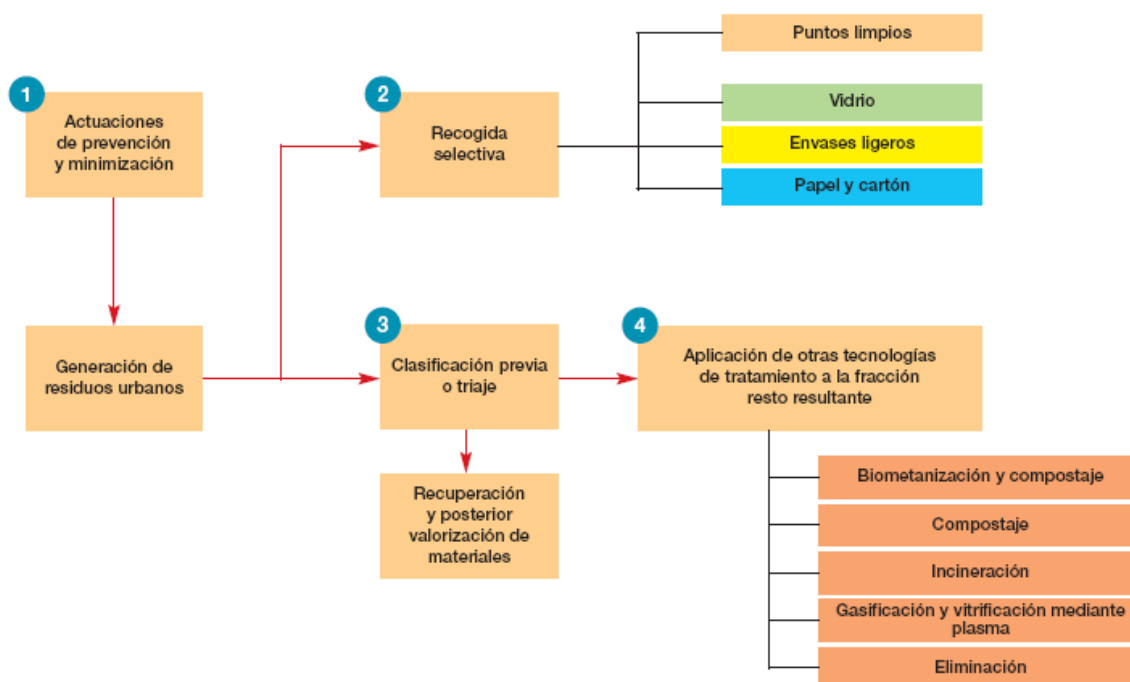 1
Actuaciones
de prevención
y minimización
2
Recogida
selectiva
Puntos limpios
Vidrio
Envases ligeros
Papel y cartón
Generación de
residuos urbanos
3
Clasificación previa
o triaje
4
Aplicación de otras tecnologías
de tratamiento a la fracción
resto resultante
Recuperación
y posterior
valorización de
materiales
Biometanización y compostaje
Compostaje
Incineración
Gasificación y vitrificación mediante
plasma
Eliminación